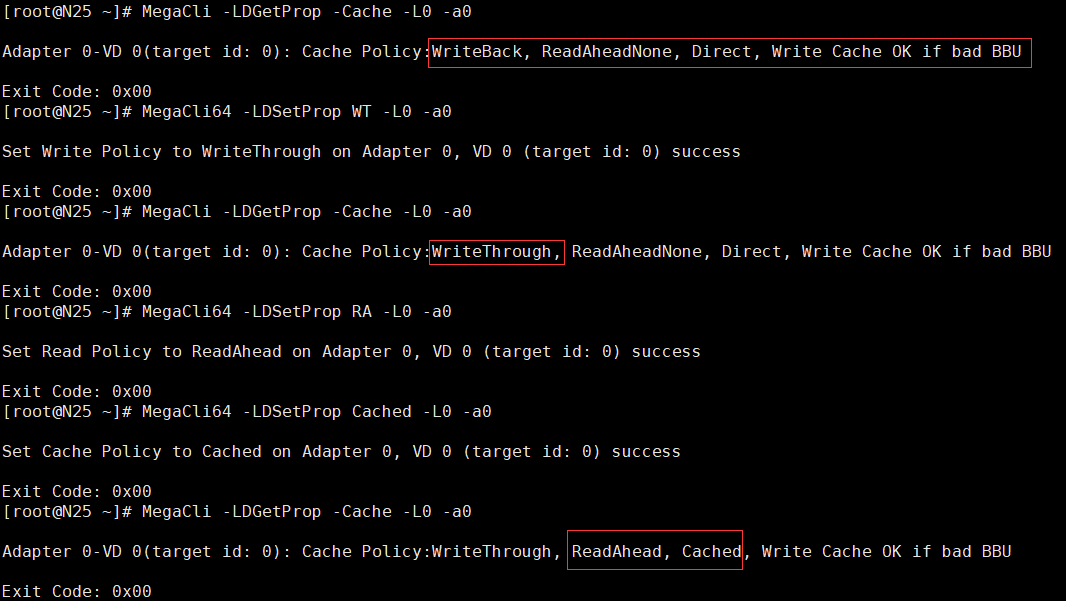 [root@N25 ~]# MegaCli -LDGetProp -Cache -L0 -a0
Adapter 0-VD 0(target id: 0): Cache Policy:WriteBack, ReadAheadNone, Direct, Write Cache OK if bad BBU
Exit Code: 0x00
[root@N25 ~]# MegaCli64 -LDSetProp WT -L0 -a0
Set Write Policy to WriteThrough on Adapter 0, VD 0 (target id: 0) success
Exit Code: 0x00
[root@N25 ~]# MegaCli -LDGetProp -Cache -L0 -a0
Adapter 0-VD 0(target id: 0): Cache Policy:WriteThrough, ReadAheadNone, Direct, Write Cache OK if bad BBU
Exit Code: 0x00
[root@N25 ~]# MegaCli64 -LDSetProp RA -L0 -a0
Set Read Policy to ReadAhead on Adapter 0, VD 0 (target id: 0) success
Exit Code: 0x00
[root@N25 ~]# MegaCli64 -LDSetProp Cached -L0 -a0
Set Cache Policy to Cached on Adapter 0, VD 0 (target id: 0) success
Exit Code: 0x00
[root@N25 ~]# MegaCli -LDGetProp -Cache -L0 -a0
Adapter 0-VD 0(target id: 0): Cache Policy:WriteThrough, ReadAhead, Cached, Write Cache OK if bad BBU
Exit Code: 0x00